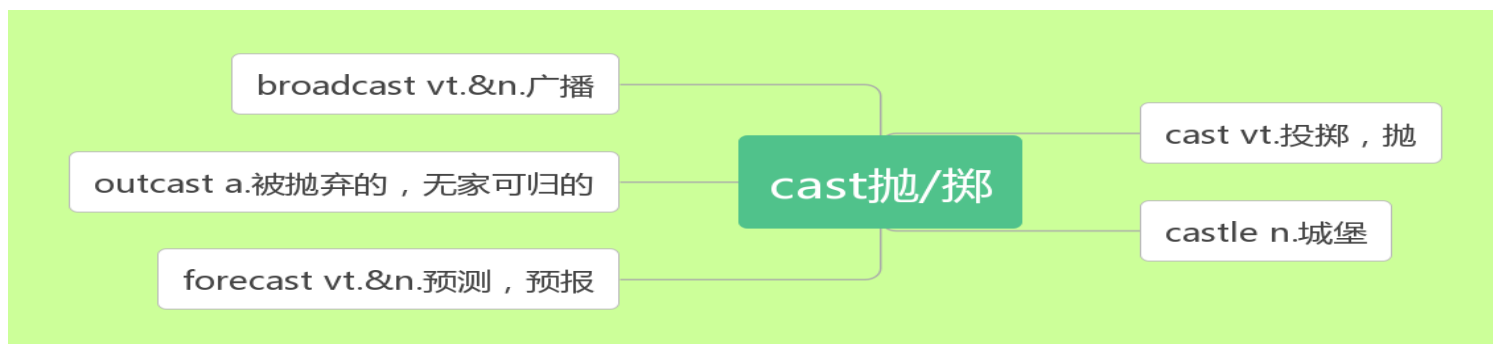 broadcast vt.&n.广播
outcast a.被抛弃的，无家可归的
forecast vt.&n.预测，预报
cast抛/掷
cast vt.投掷，抛
castle n.城堡